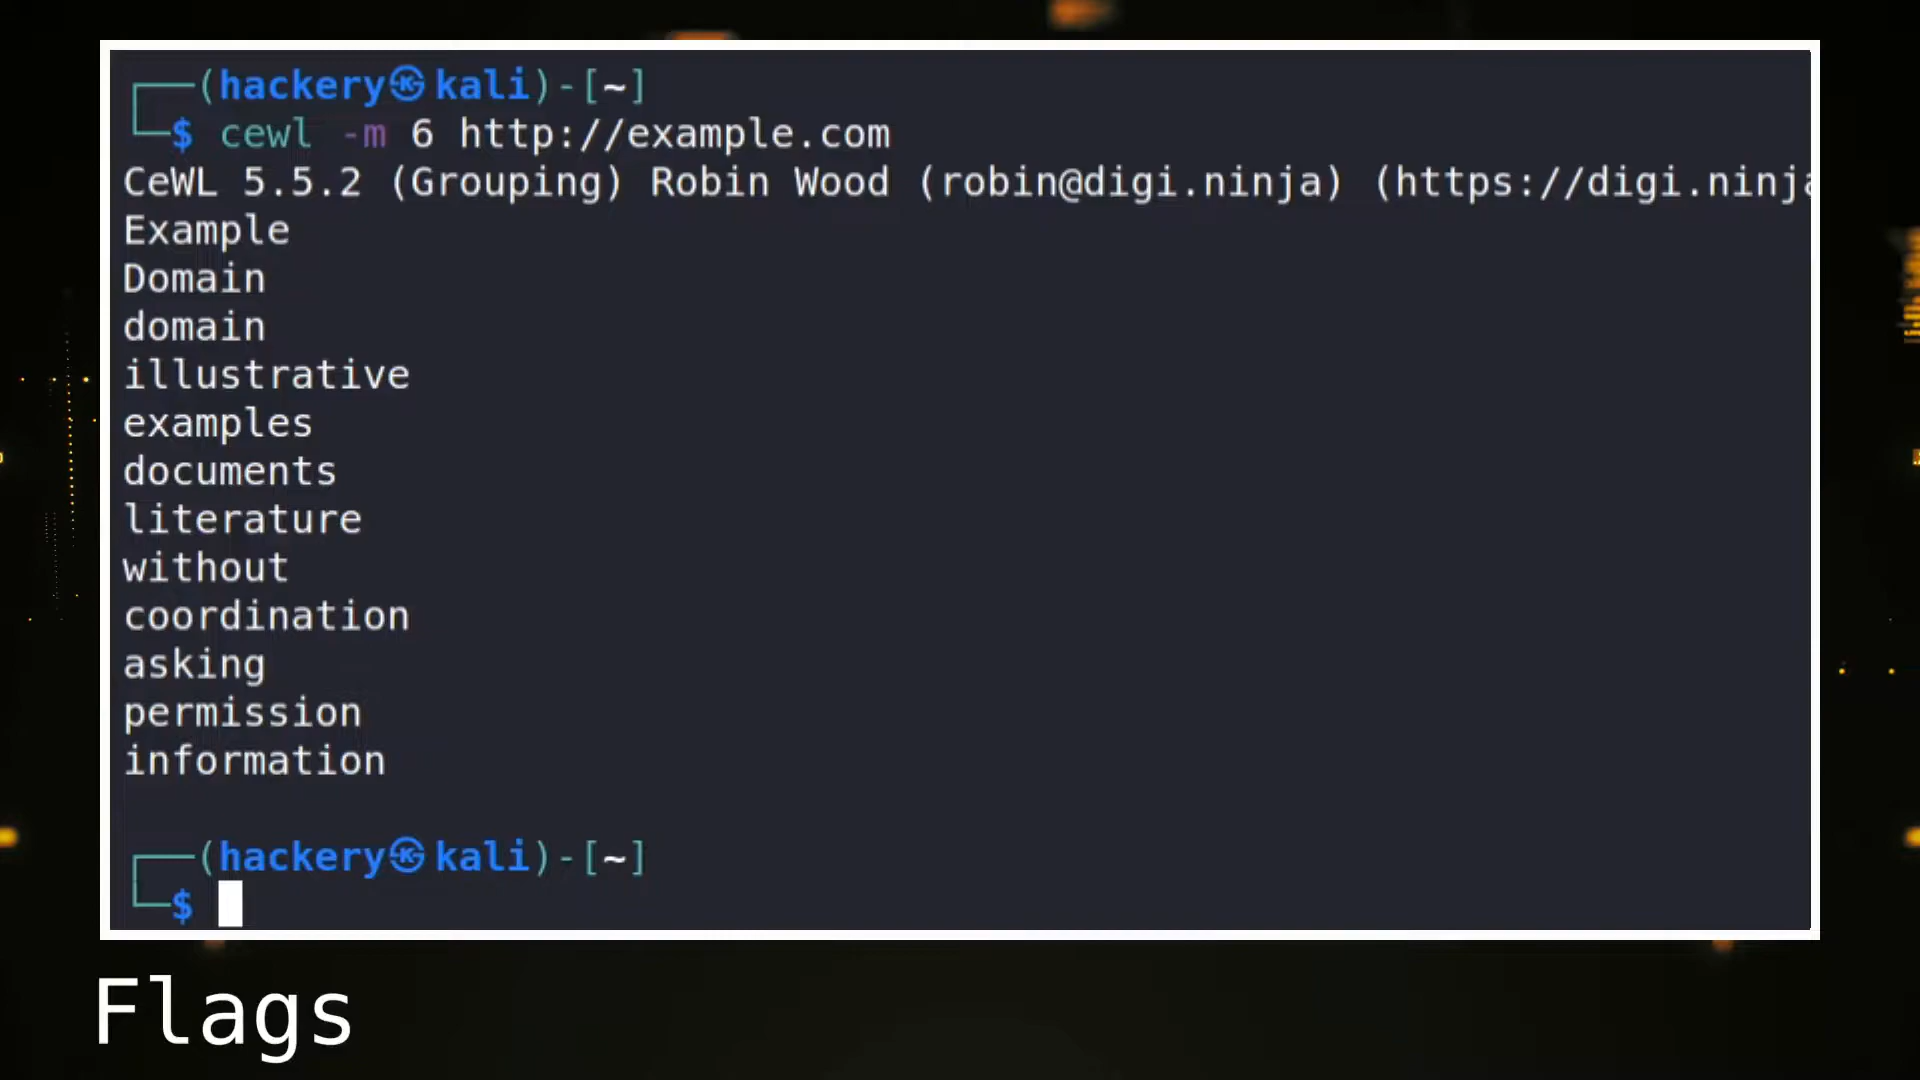 (hackery㉿kali)-[~]
$ cewl -m 6 http://example.com
CeWL 5.5.2 (Grouping) Robin Wood (robin@digi.ninja) (https://digi.ninja
Example
Domain
domain
illustrative
examples
documents
literature
without
coordination
asking
permission
information
(hackery㉿kali)-[~]
$
Flags